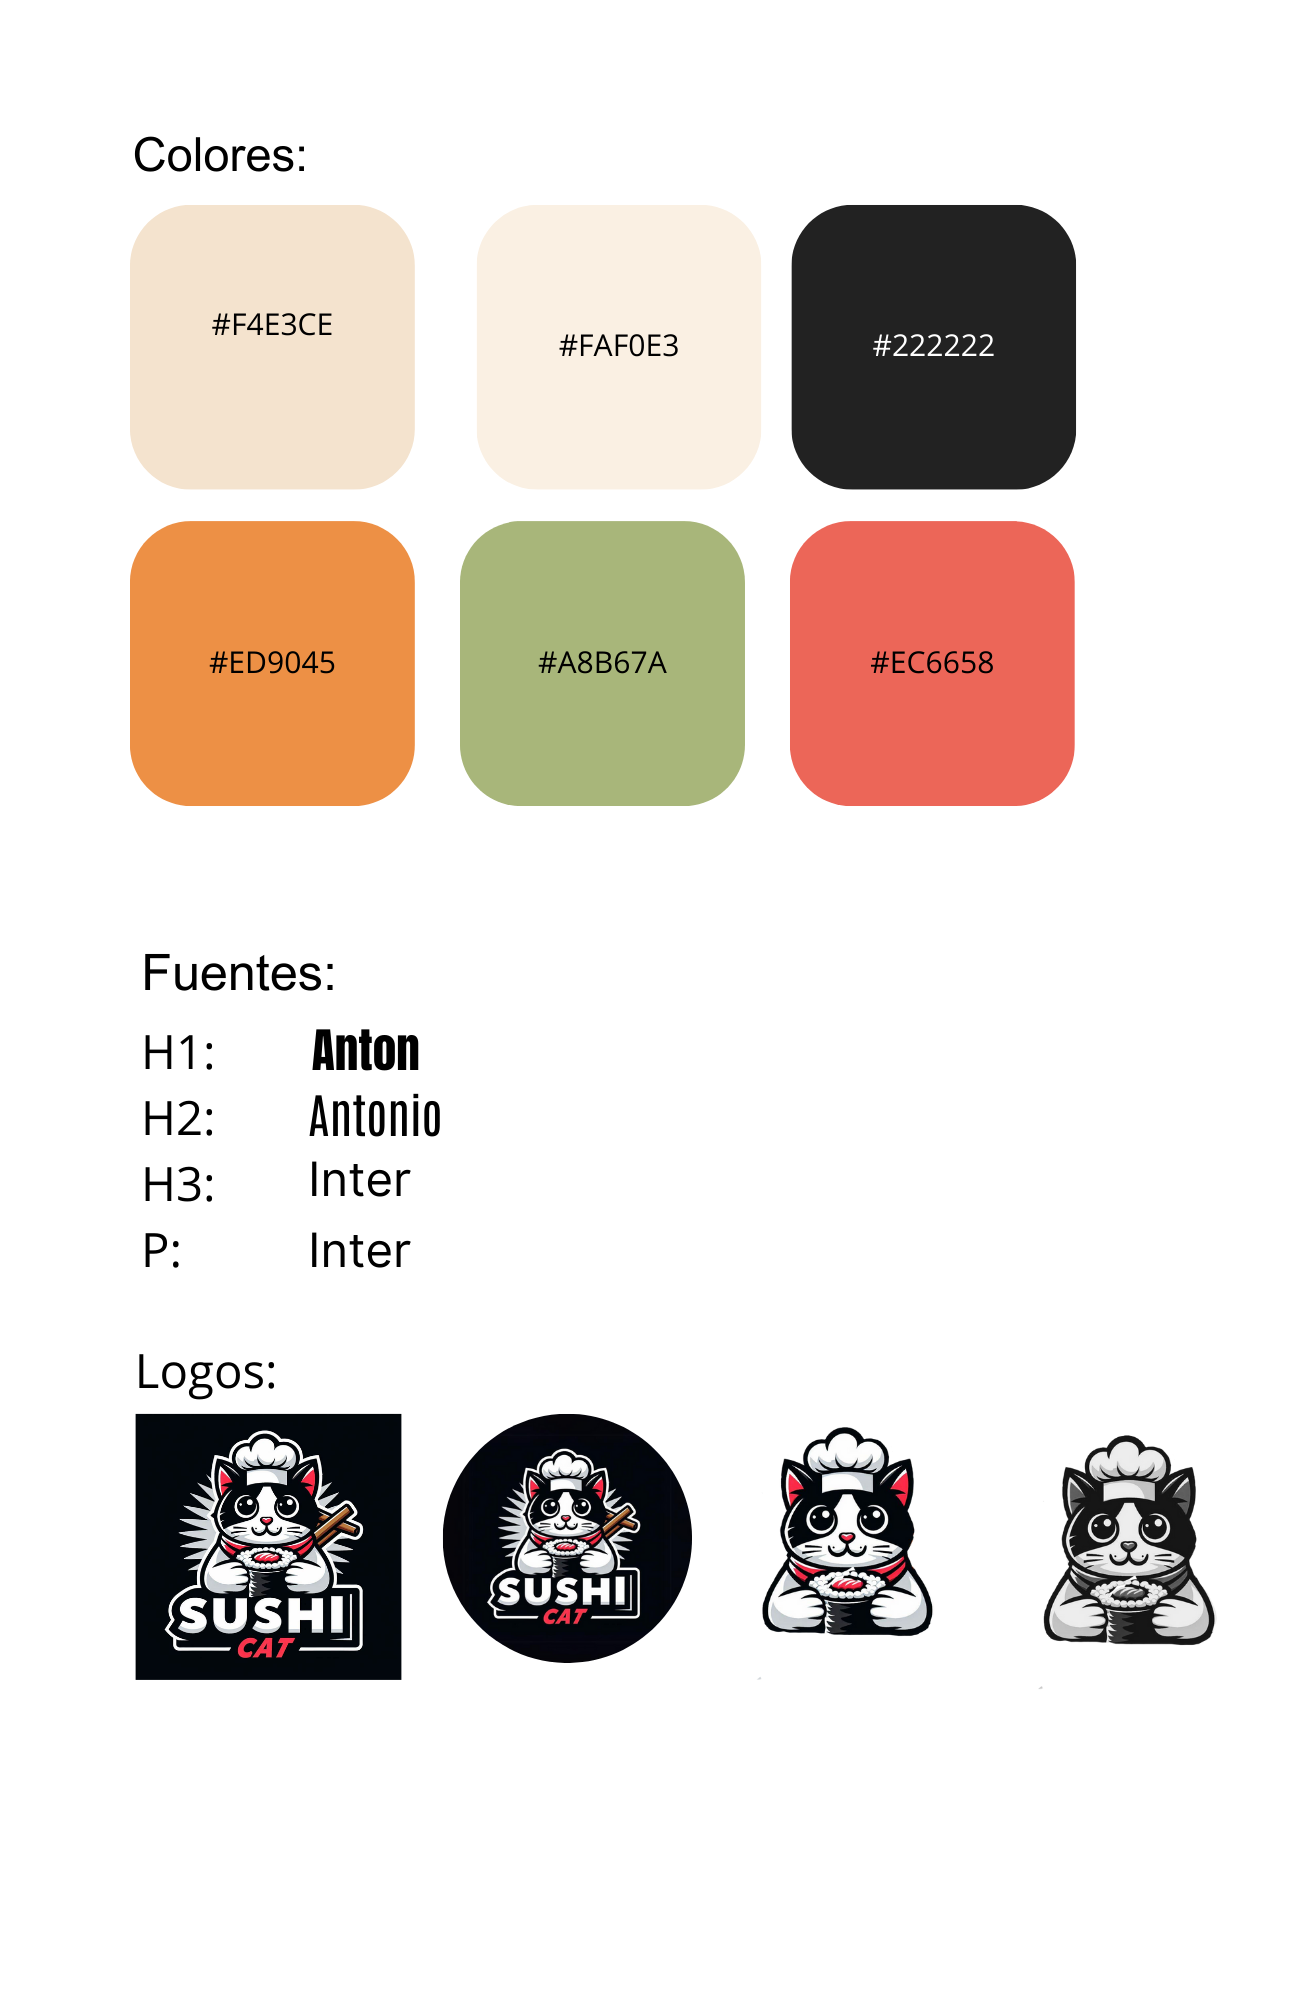 Colores:
#F4E3CE
#FAF0E3
#222222
#ED9045
#A8B67A
#EC6658
Fuentes:
H1: Anton
H2: Antonio
H3: Inter
P: Inter
Logos:
SUSHI
CAT
SUSHI
CAT